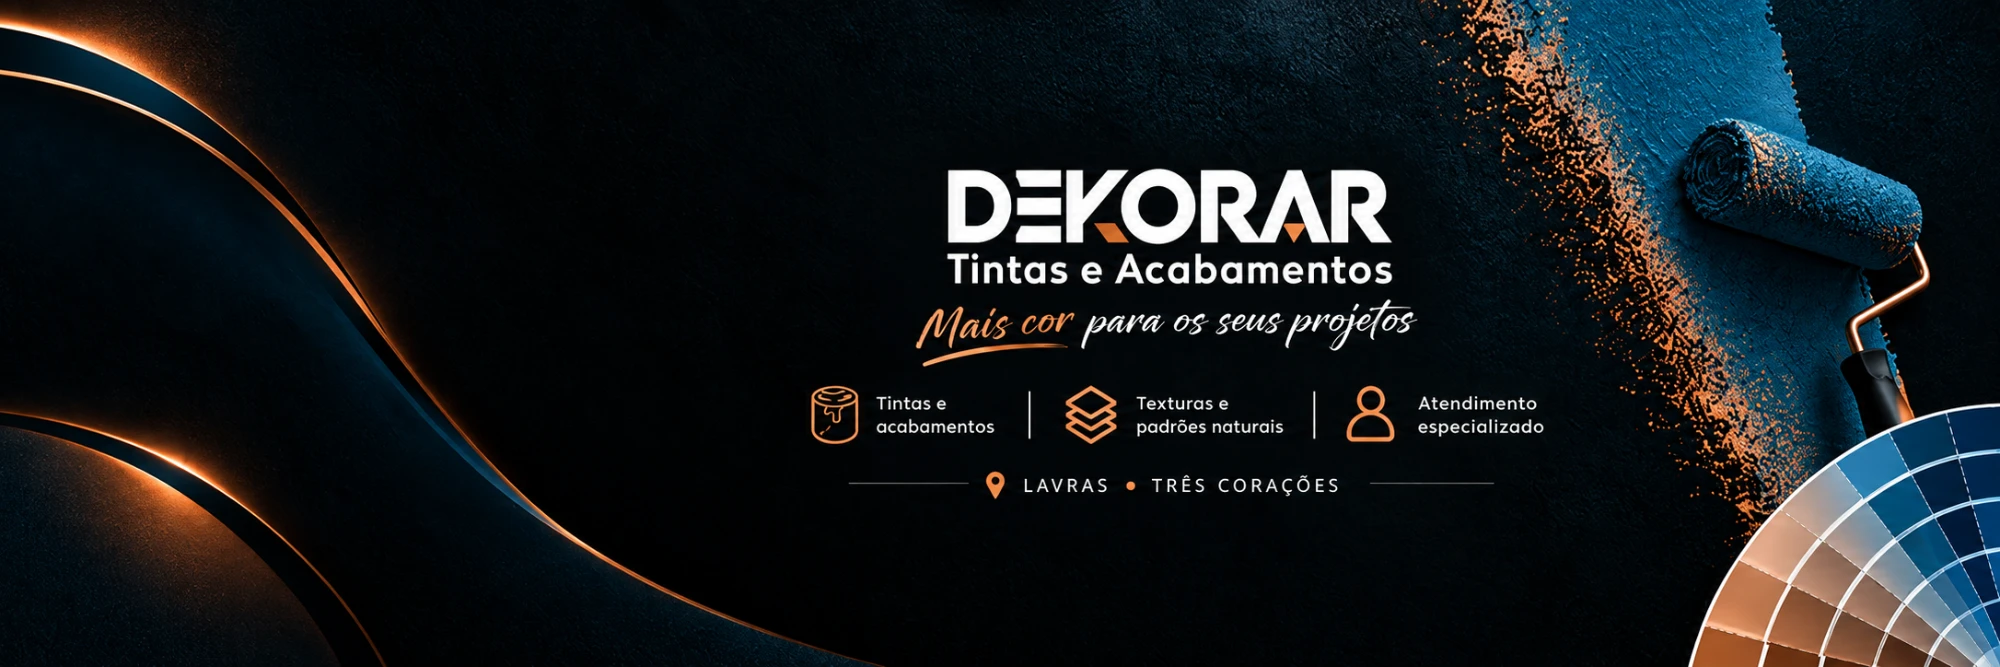 DEKORAR
Tintas e Acabamentos
Mais cor para os seus projetos
Tintas e
acabamentos
Texturas e
padrões naturais
Atendimento
especializado
LAVRAS • TRÊS CORAÇÕES